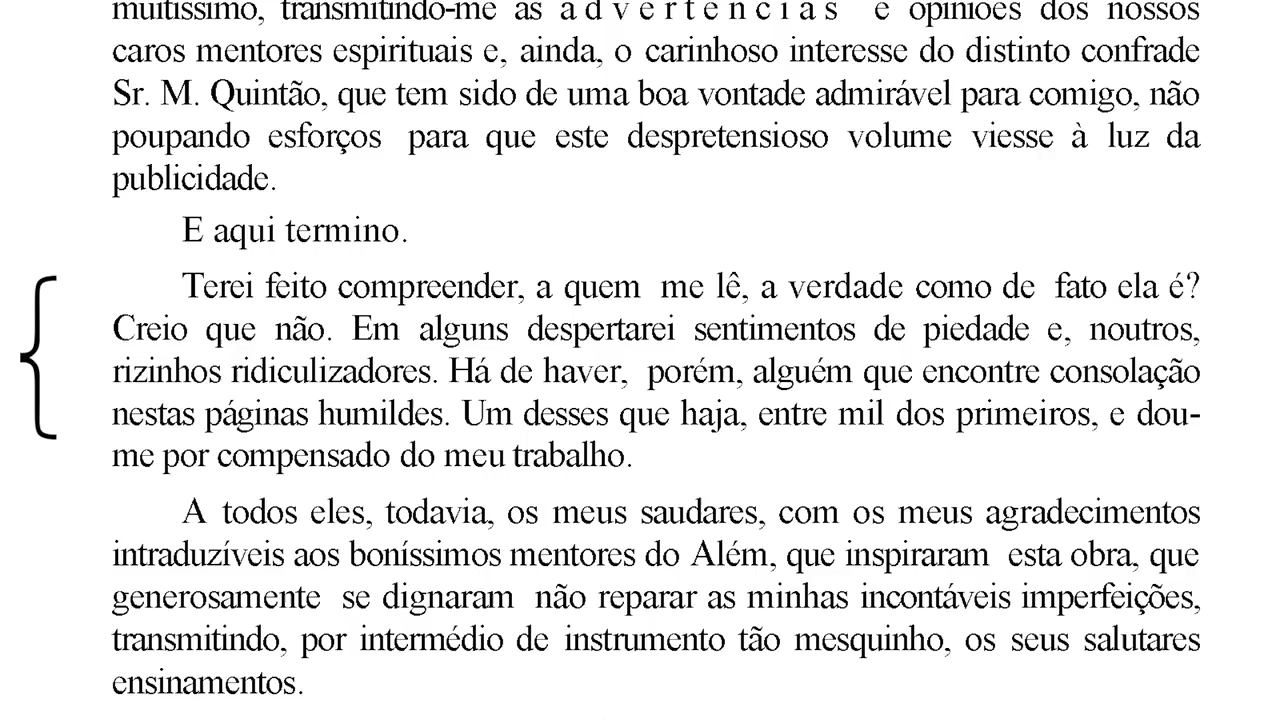 muitíssimo, transmitindo-me as advertências e opiniões dos nossos
caros mentores espirituais e, ainda, o carinhoso interesse do distinto confrade
Sr. M. Quintão, que tem sido de uma boa vontade admirável para comigo, não
poupando esforços para que este despretensioso volume viesse à luz da
publicidade.
E aqui termino.
Terei feito compreender, a quem me lê, a verdade como de fato ela é?
Creio que não. Em alguns despertarei sentimentos de piedade e, noutros,
rizinhos ridiculizadores. Há de haver, porém, alguém que encontre consolação
nestas páginas humildes. Um desses que haja, entre mil dos primeiros, e dou-
me por compensado do meu trabalho.
A todos eles, todavia, os meus saudares, com os meus agradecimentos
intraduzíveis aos boníssimos mentores do Além, que inspiraram esta obra, que
generosamente se dignaram não reparar as minhas incontáveis imperfeições,
transmitindo, por intermédio de instrumento tão mesquinho, os seus salutares
ensinamentos.